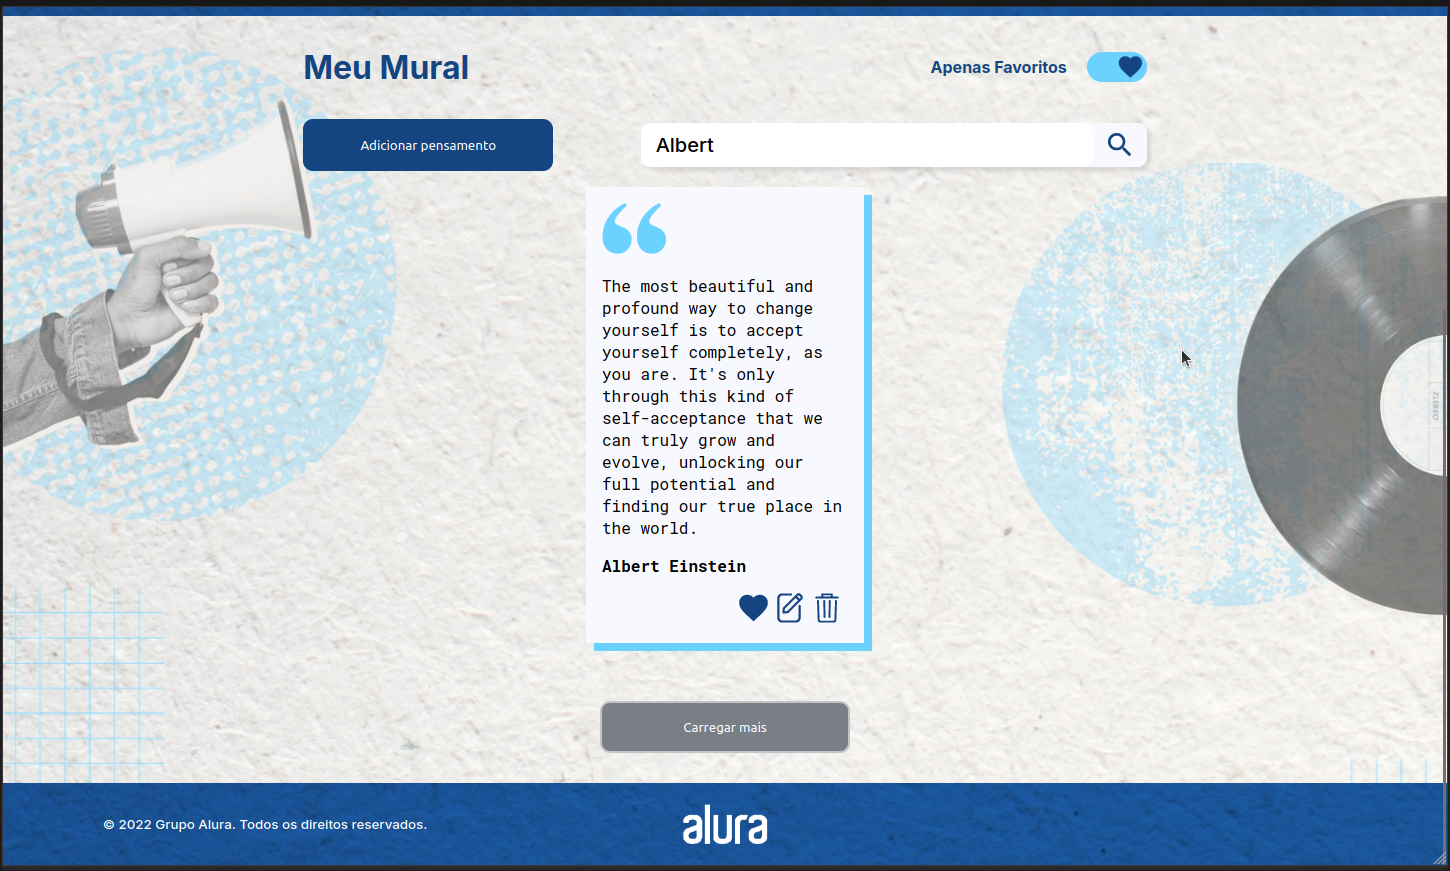 Meu Mural
Apenas Favoritos
Adicionar pensamento
Albert
The most beautiful and
profound way to change
yourself is to accept
yourself completely, as
you are. It's only
through this kind of
self-acceptance that we
can truly grow and
evolve, unlocking our
full potential and
finding our true place in
the world.
Albert Einstein
STEREO
Carregar mais
© 2022 Grupo Alura. Todos os direitos reservados.
alura